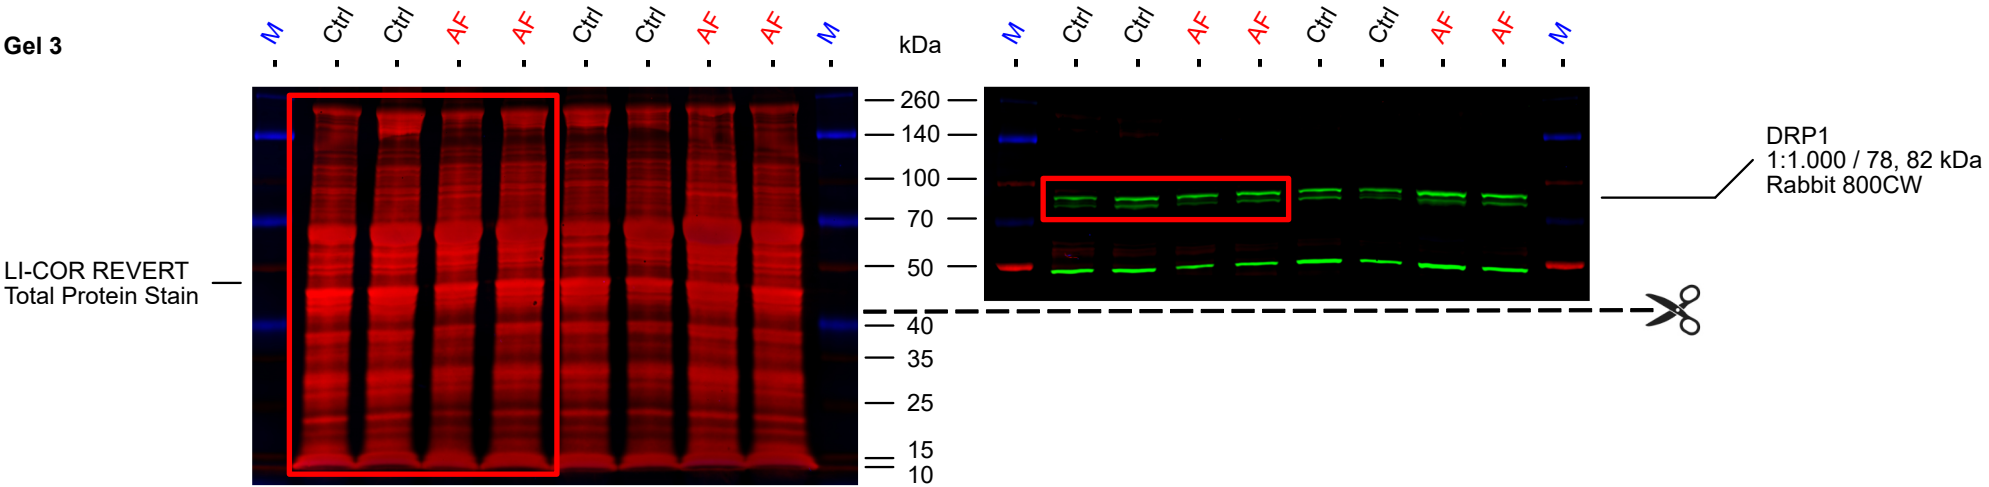 Gel 3
M Ctrl Ctrl AF AF Ctrl Ctrl AF AF M
kDa
M Ctrl Ctrl AF AF Ctrl Ctrl AF AF M
260
140
100
70
50
40
35
25
15
10
LI-COR REVERT
Total Protein Stain
DRP1
1:1.000 / 78, 82 kDa
Rabbit 800CW